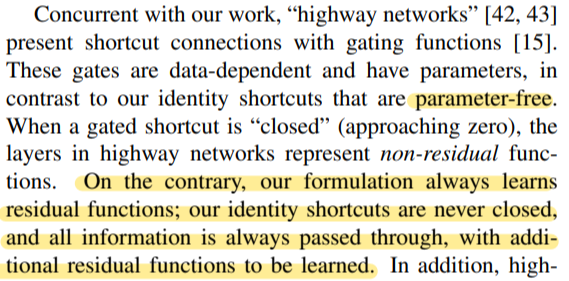 Concurrent with our work, “highway networks” [42, 43]
present shortcut connections with gating functions [15].
These gates are data-dependent and have parameters, in
contrast to our identity shortcuts that are parameter-free.
When a gated shortcut is “closed” (approaching zero), the
layers in highway networks represent non-residual func-
tions. On the contrary, our formulation always learns
residual functions; our identity shortcuts are never closed,
and all information is always passed through, with addi-
tional residual functions to be learned. In addition, high-